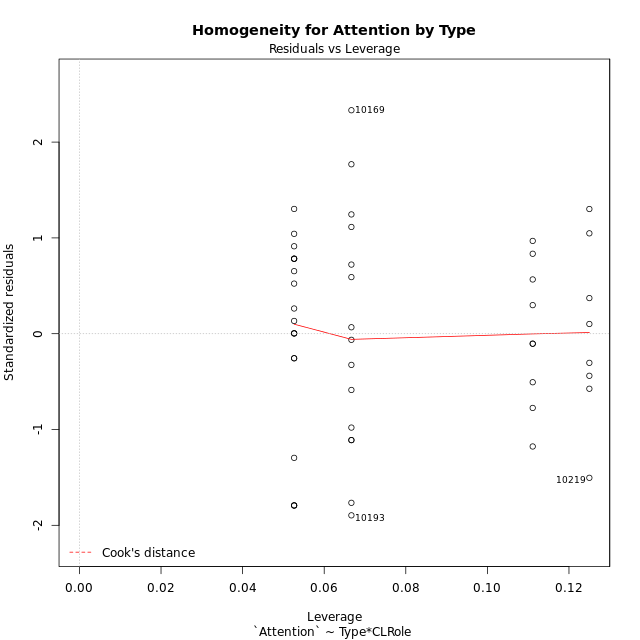 Homogeneity for Attention by Type
Residuals vs Leverage
Standardized residuals
2
1
0
-1
-2
10169
10219
10193
Cook's distance
0.00 0.02 0.04 0.06 0.08 0.10 0.12
Leverage
`Attention` ~ Type*CLRole